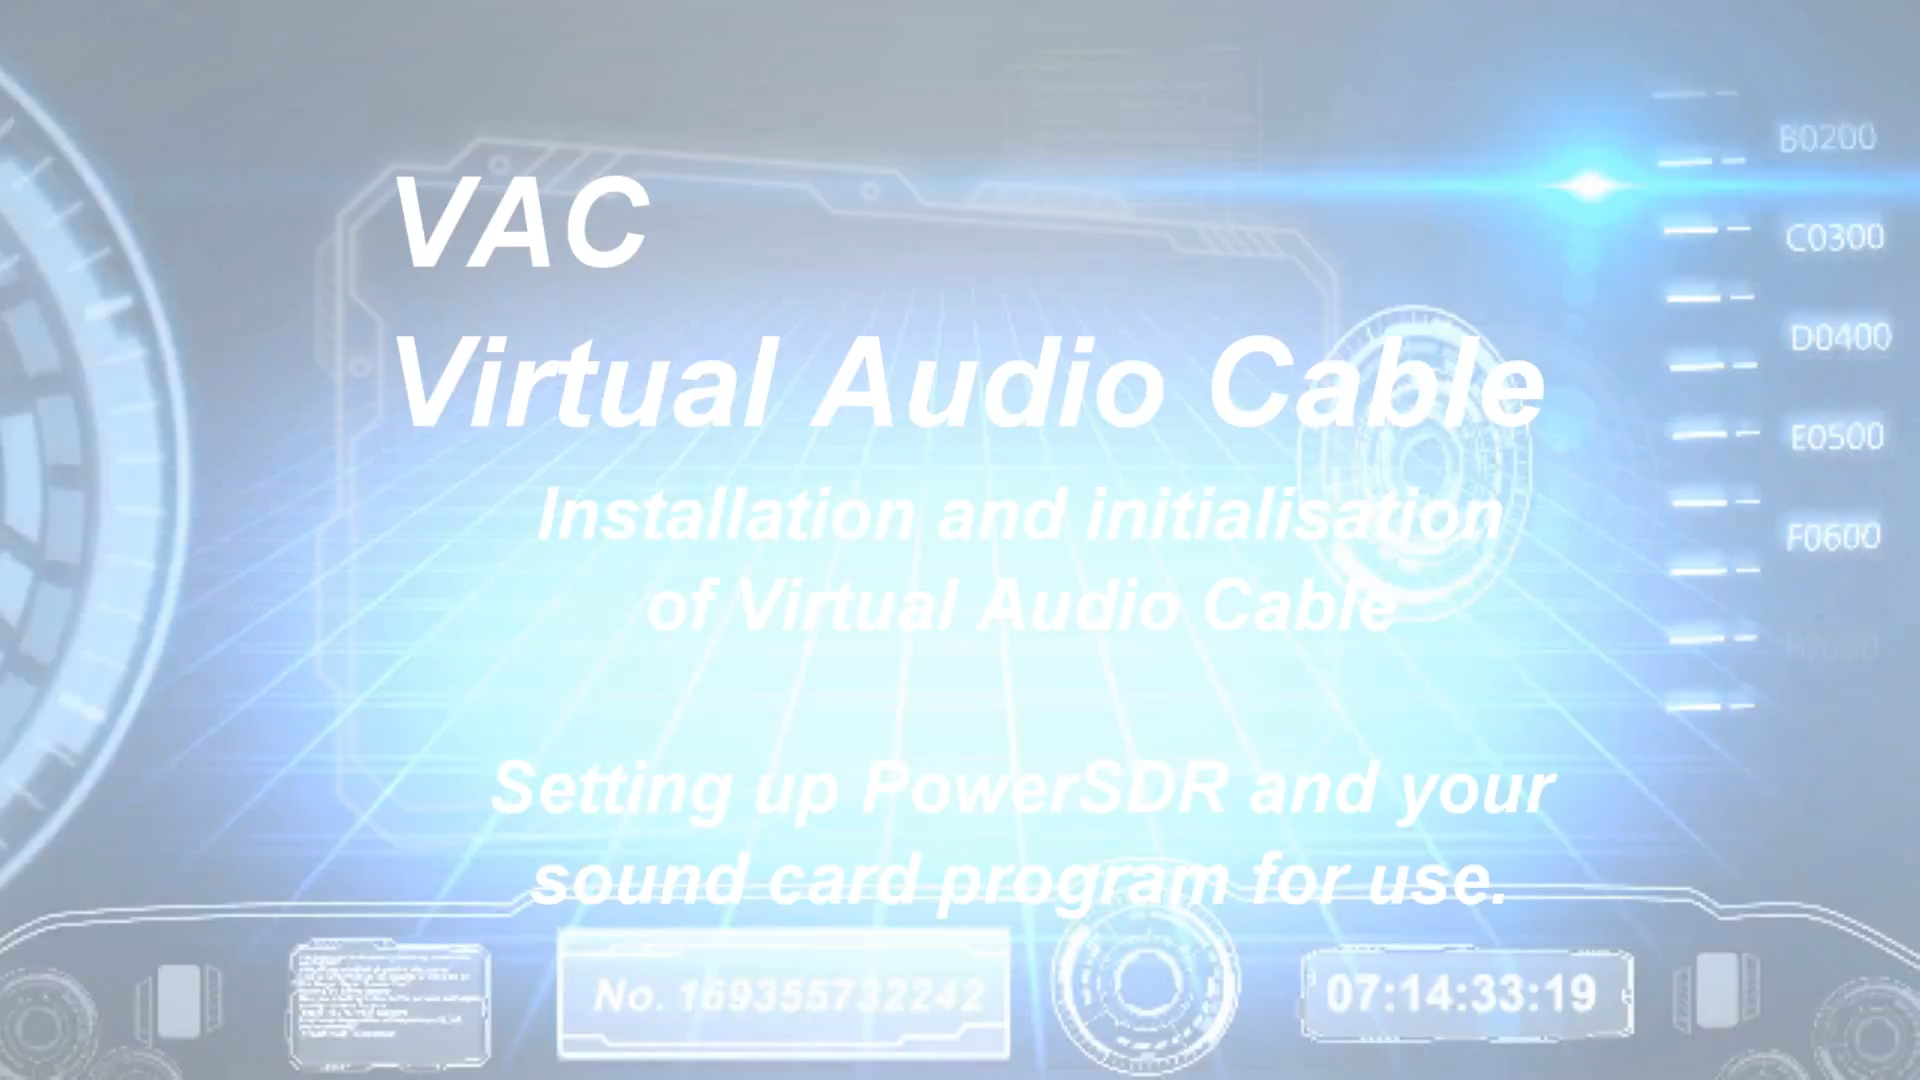 VAC
Virtual Audio Cable
Installation and initialisation
of Virtual Audio Cable
Setting up PowerSDR and your
sound card program for use.
B0200
C0300
D0400
E0500
F0600
No. 169355732242
07:14:33:19